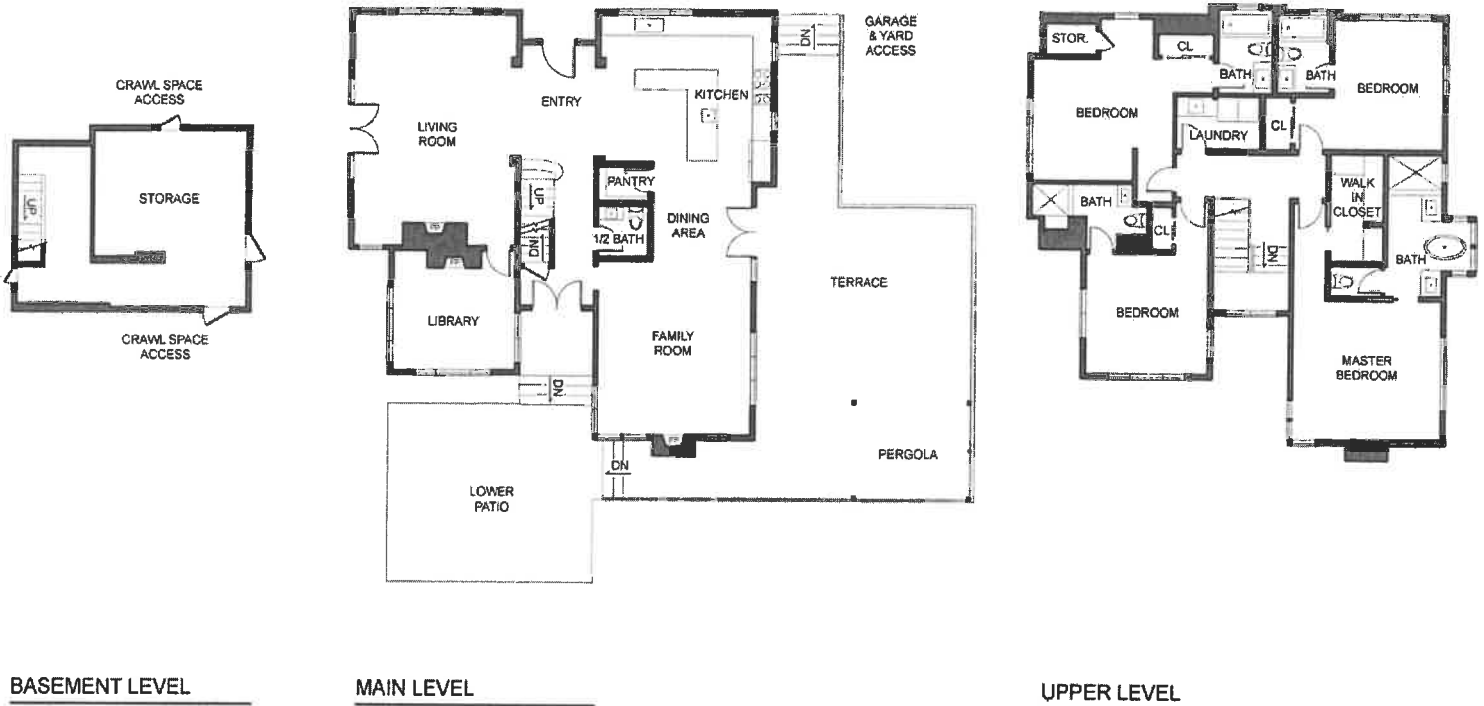 CRAWL SPACE
ACCESS
STORAGE
UP
CRAWL SPACE
ACCESS
BASEMENT LEVEL
GARAGE
& YARD
ACCESS
DN
ENTRY
KITCHEN
LIVING
ROOM
PANTRY
UP
DINING
AREA
1/2 BATH
FP
DN
FP
LIBRARY
FAMILY
ROOM
TERRACE
DN
FP
DN
PERGOLA
LOWER
PATIO
MAIN LEVEL
STOR.
CL
BATH
BATH
BEDROOM
BEDROOM
LAUNDRY
CL
WALK
IN
CLOSET
BATH
CL
DN
BATH
BEDROOM
MASTER
BEDROOM
UPPER LEVEL